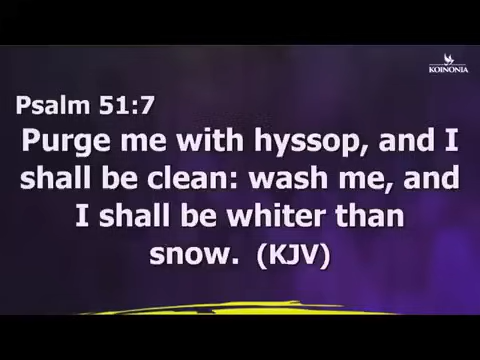 KOINONIA
Psalm 51:7
Purge me with hyssop, and I
shall be clean: wash me, and
I shall be whiter than
snow. (KJV)